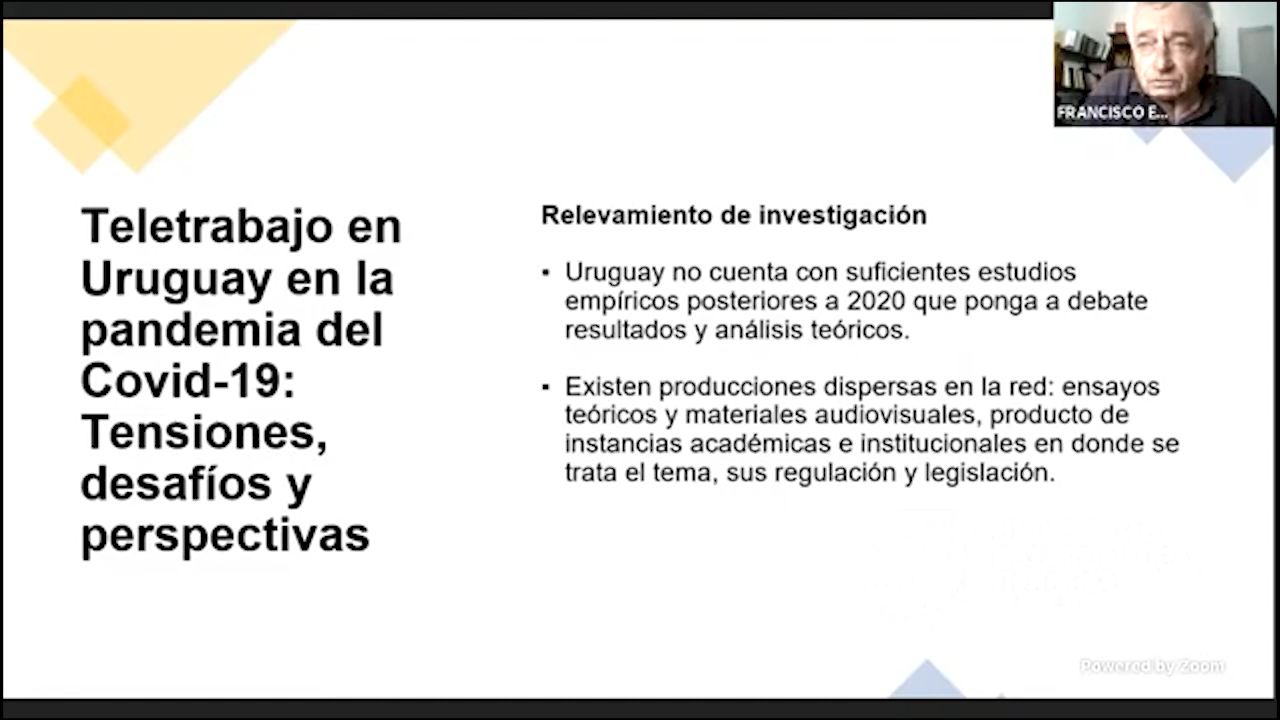 FRANCISCO E...
Teletrabajo en
Uruguay en la
pandemia del
Covid-19:
Tensiones,
desafíos y
perspectivas
Relevamiento de investigación
▪ Uruguay no cuenta con suficientes estudios
empíricos posteriores a 2020 que ponga a debate
resultados y análisis teóricos.
▪ Existen producciones dispersas en la red: ensayos
teóricos y materiales audiovisuales, producto de
instancias académicas e institucionales en donde se
trata el tema, sus regulación y legislación.
Powered by Zoom